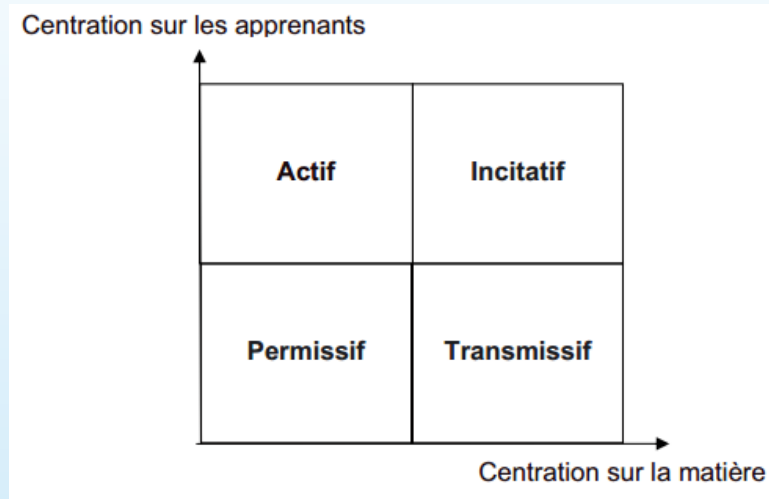 Centration sur les apprenants
Actif Incitatif
Permissif Transmissif
Centration sur la matière